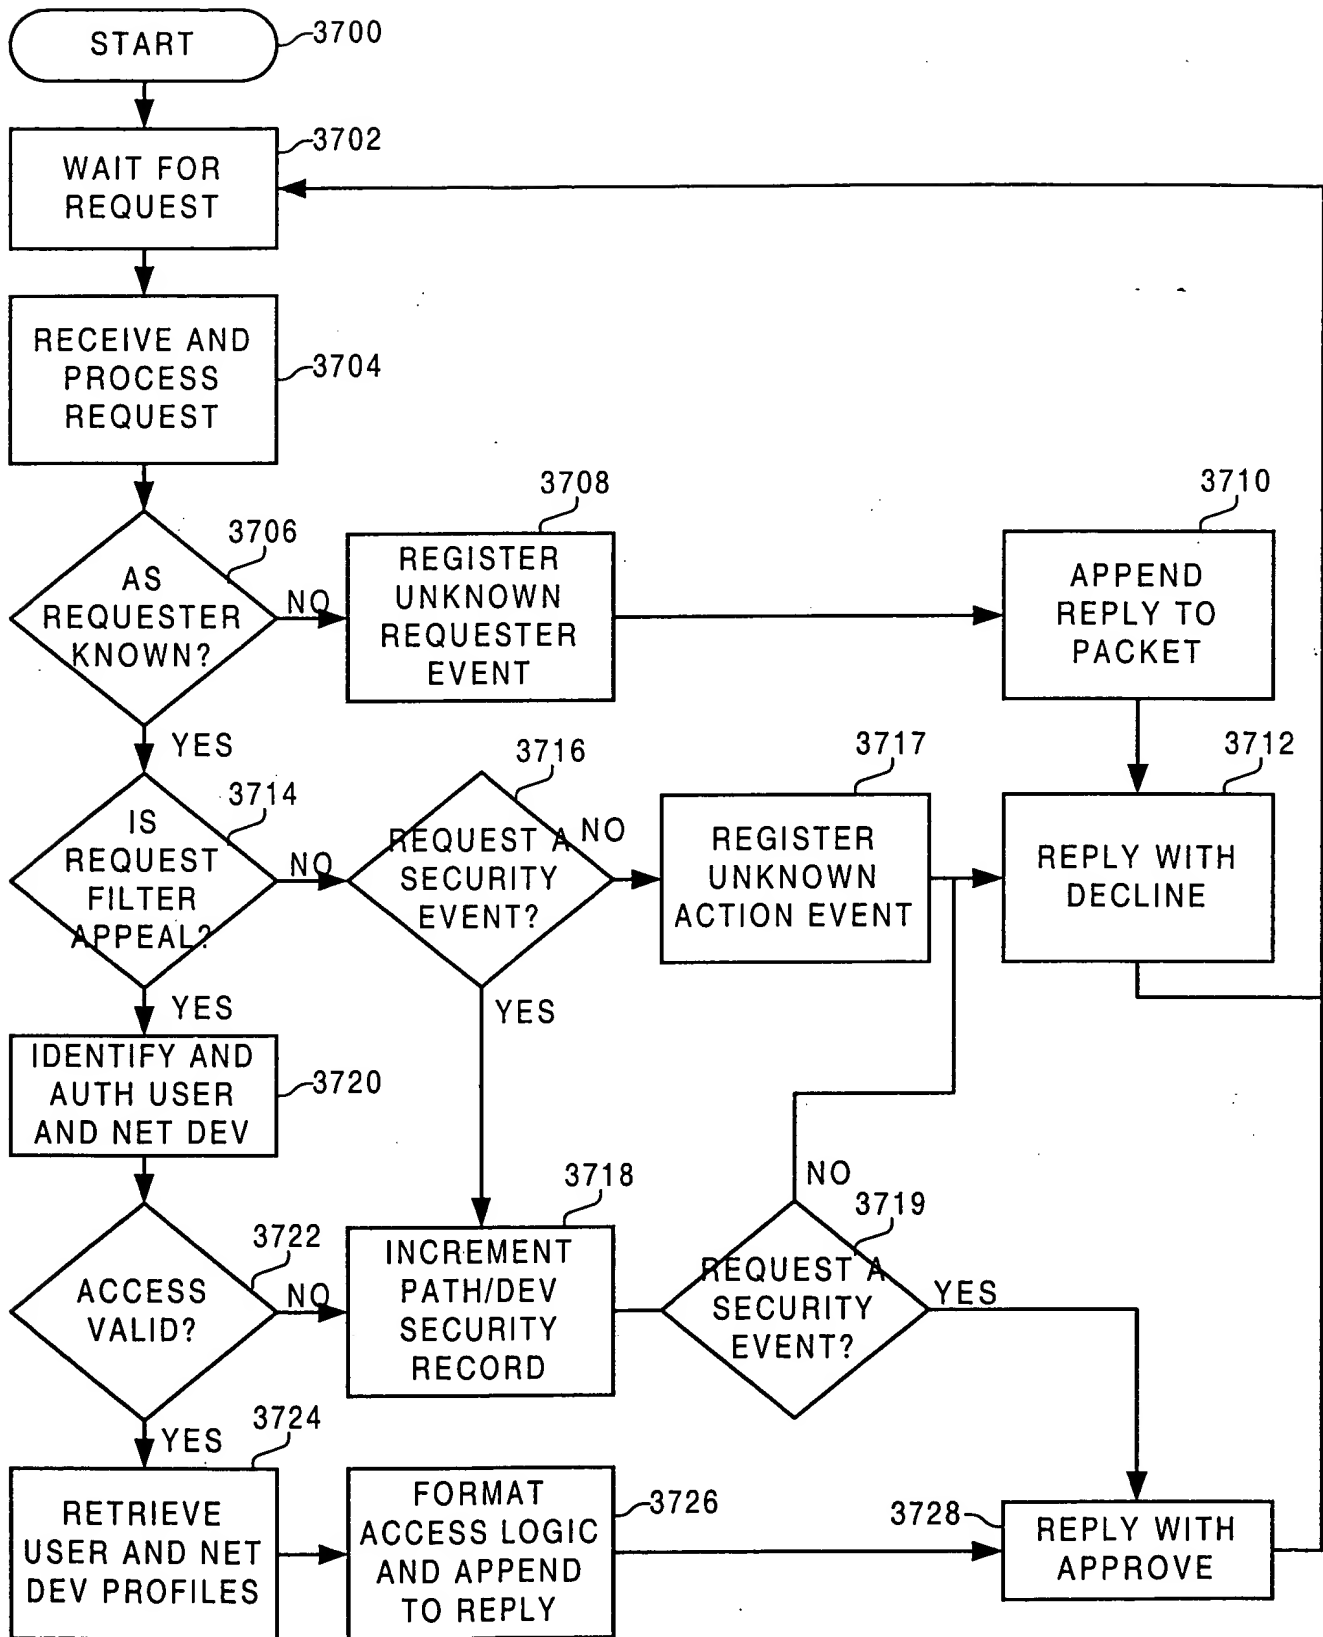 START
3700
WAIT FOR
REQUEST
3702
RECEIVE AND
PROCESS
REQUEST
3704
AS
REQUESTER
KNOWN?
3706
NO
YES
REGISTER
UNKNOWN
REQUESTER
EVENT
3708
APPEND
REPLY TO
PACKET
3710
IS
REQUEST
FILTER
APPEAL?
3714
NO
YES
REQUEST A
SECURITY
EVENT?
3716
NO
YES
REGISTER
UNKNOWN
ACTION EVENT
3717
REPLY WITH
DECLINE
3712
IDENTIFY AND
AUTH USER
AND NET DEV
3720
ACCESS
VALID?
3722
NO
YES
INCREMENT
PATH/DEV
SECURITY
RECORD
3718
REQUEST A
SECURITY
EVENT?
3719
NO
YES
RETRIEVE
USER AND NET
DEV PROFILES
3724
FORMAT
ACCESS LOGIC
AND APPEND
TO REPLY
3726
3728
REPLY WITH
APPROVE